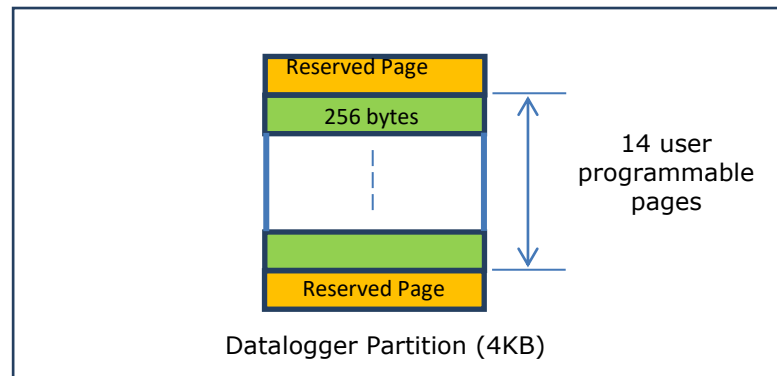 Reserved Page
256 bytes
14 user
programmable
pages
Reserved Page
Datalogger Partition (4KB)